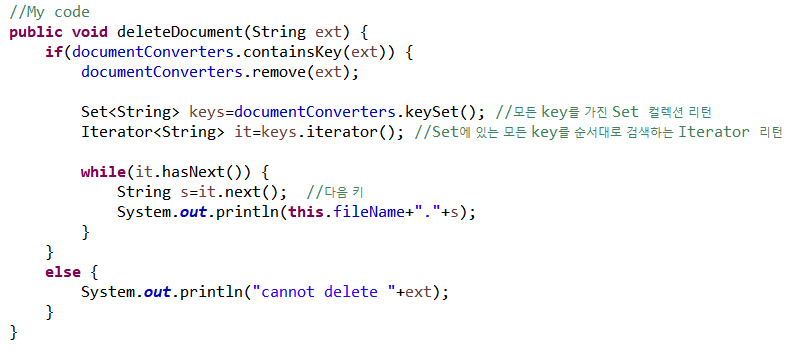 //My code
public void deleteDocument(String ext) {
    if(documentConverters.containsKey(ext)) {
        documentConverters.remove(ext);

        Set<String> keys=documentConverters.keySet(); //모든 key를 가진 Set 컬렉션 리턴
        Iterator<String> it=keys.iterator(); //Set에 있는 모든 key를 순서대로 검색하는 Iterator 리턴

        while(it.hasNext()) {
            String s=it.next();  //다음 키
            System.out.println(this.fileName+"."+s);
        }
    }
    else {
        System.out.println("cannot delete "+ext);
    }
}